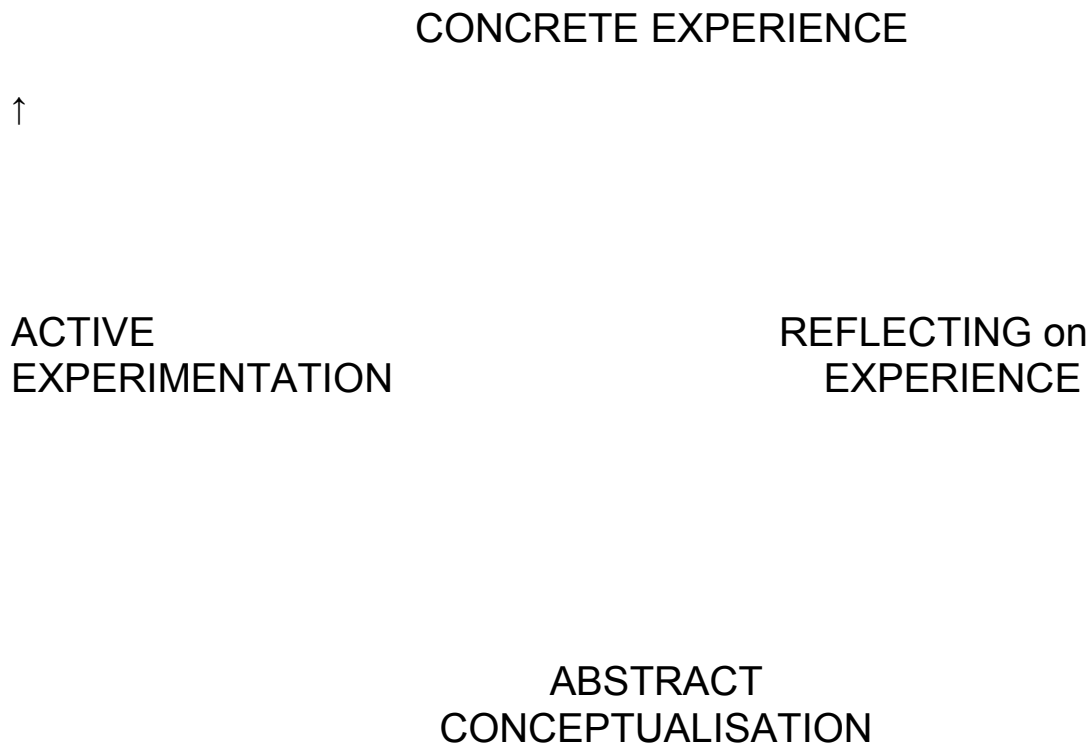 CONCRETE EXPERIENCE
↑
ACTIVE
EXPERIMENTATION
REFLECTING on
EXPERIENCE
ABSTRACT
CONCEPTUALISATION